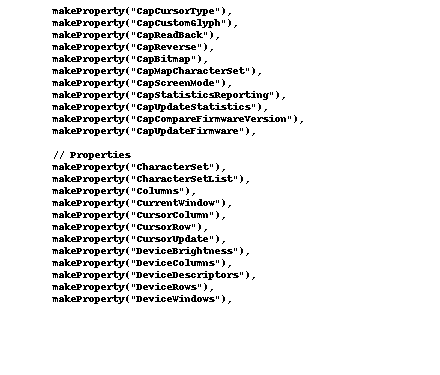 makeProperty("CapCursorType"),
makeProperty("CapCustomGlyph"),
makeProperty("CapReadBack"),
makeProperty("CapReverse"),
makeProperty("CapBitmap"),
makeProperty("CapMapCharacterSet"),
makeProperty("CapScreenMode"),
makeProperty("CapStatisticsReporting"),
makeProperty("CapUpdateStatistics"),
makeProperty("CapCompareFirmwareVersion"),
makeProperty("CapUpdateFirmware"),
// Properties
makeProperty("CharacterSet"),
makeProperty("CharacterSetList"),
makeProperty("Columns"),
makeProperty("CurrentWindow"),
makeProperty("CursorColumn"),
makeProperty("CursorRow"),
makeProperty("CursorUpdate"),
makeProperty("DeviceBrightness"),
makeProperty("DeviceColumns"),
makeProperty("DeviceDescriptors"),
makeProperty("DeviceRows"),
makeProperty("DeviceWindows"),